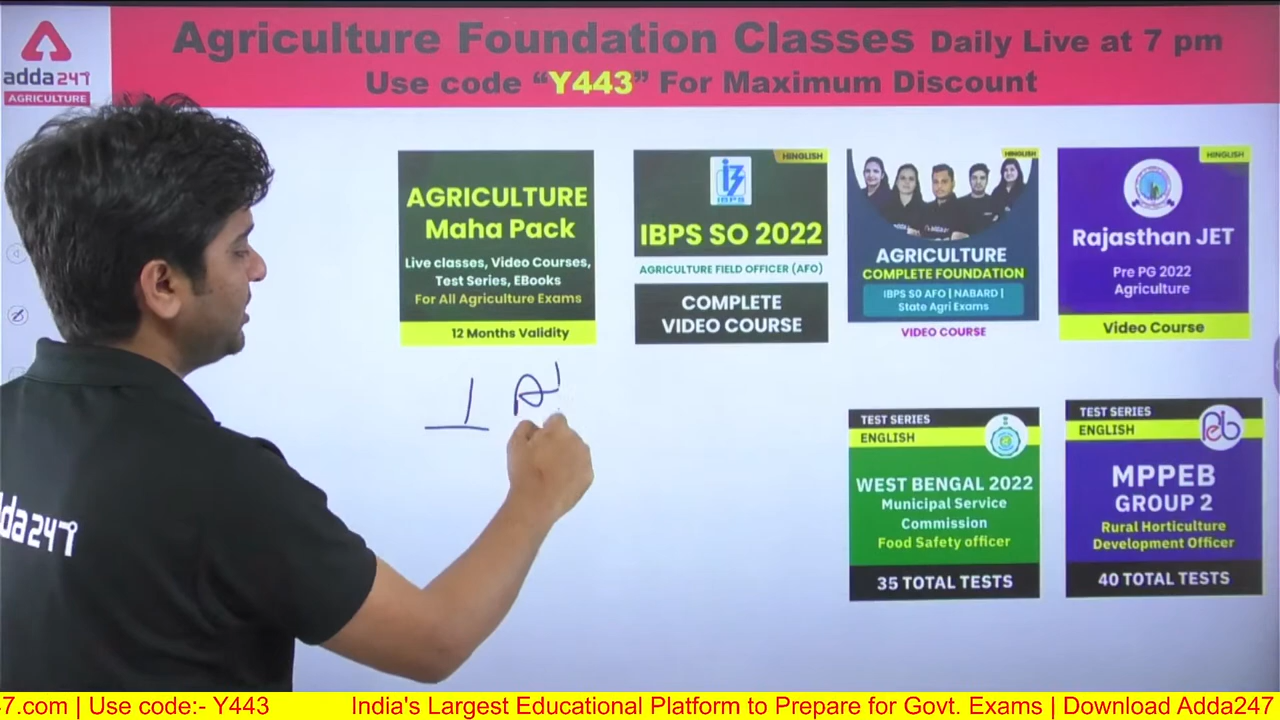 Agriculture Foundation Classes Daily Live at 7 pm
Use code “Y443” For Maximum Discount
adda247
AGRICULTURE
AGRICULTURE
Maha Pack
Live classes, Video Courses,
Test Series, EBooks
For All Agriculture Exams
12 Months Validity
HINGLISH
IBPS
IBPS SO 2022
AGRICULTURE FIELD OFFICER (AFO)
COMPLETE
VIDEO COURSE
HINGLISH
AGRICULTURE
COMPLETE FOUNDATION
IBPS SO AFO | NABARD |
State Agri Exams
VIDEO COURSE
HINGLISH
Rajasthan JET
Pre PG 2022
Agriculture
Video Course
1
TEST SERIES
ENGLISH
WEST BENGAL 2022
Municipal Service
Commission
Food Safety officer
35 TOTAL TESTS
TEST SERIES
ENGLISH
peb
MPPEB
GROUP 2
Rural Horticulture
Development Officer
40 TOTAL TESTS
dda247
7.com | Use code:- Y443 India's Largest Educational Platform to Prepare for Govt. Exams | Download Adda247